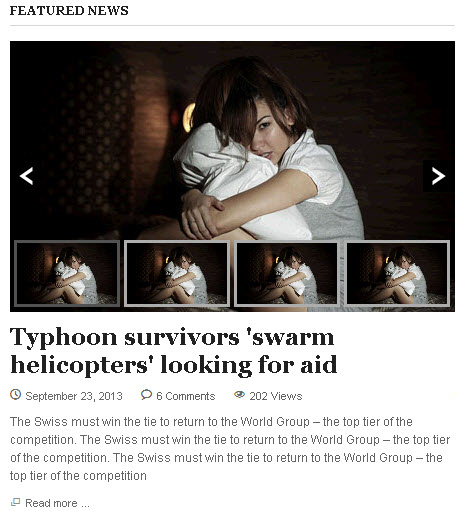 FEATURED NEWS
Typhoon survivors 'swarm
helicopters' looking for aid
September 23, 2013 6 Comments 202 Views
The Swiss must win the tie to return to the World Group – the top tier of the
competition. The Swiss must win the tie to return to the World Group – the top tier
of the competition. The Swiss must win the tie to return to the World Group – the
top tier of the competition
Read more ...